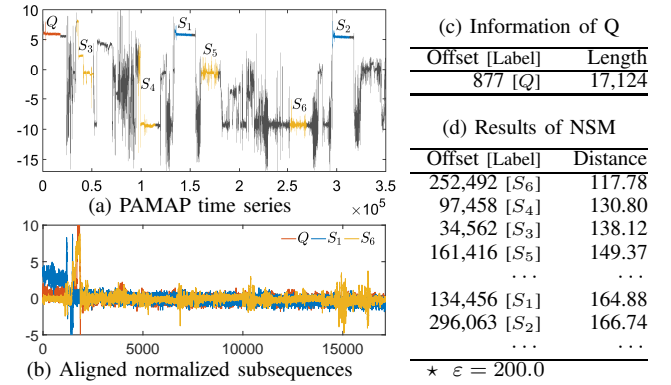 10
5
0
-5
-10
-15
0 0.5 1 1.5 2 2.5 3 3.5
×10⁵
Q
S₃
S₄
S₁
S₅
S₆
S₂
(a) PAMAP time series
10
5
0
-5
0 5000 10000 15000
Q S₁ S₆
(b) Aligned normalized subsequences
(c) Information of Q
Offset [Label] Length
877 [Q] 17,124
(d) Results of NSM
Offset [Label] Distance
252,492 [S₆] 117.78
97,458 [S₄] 130.80
34,562 [S₃] 138.12
161,416 [S₅] 149.37
... ...
134,456 [S₁] 164.88
296,063 [S₂] 166.74
... ...
⋆ ε = 200.0